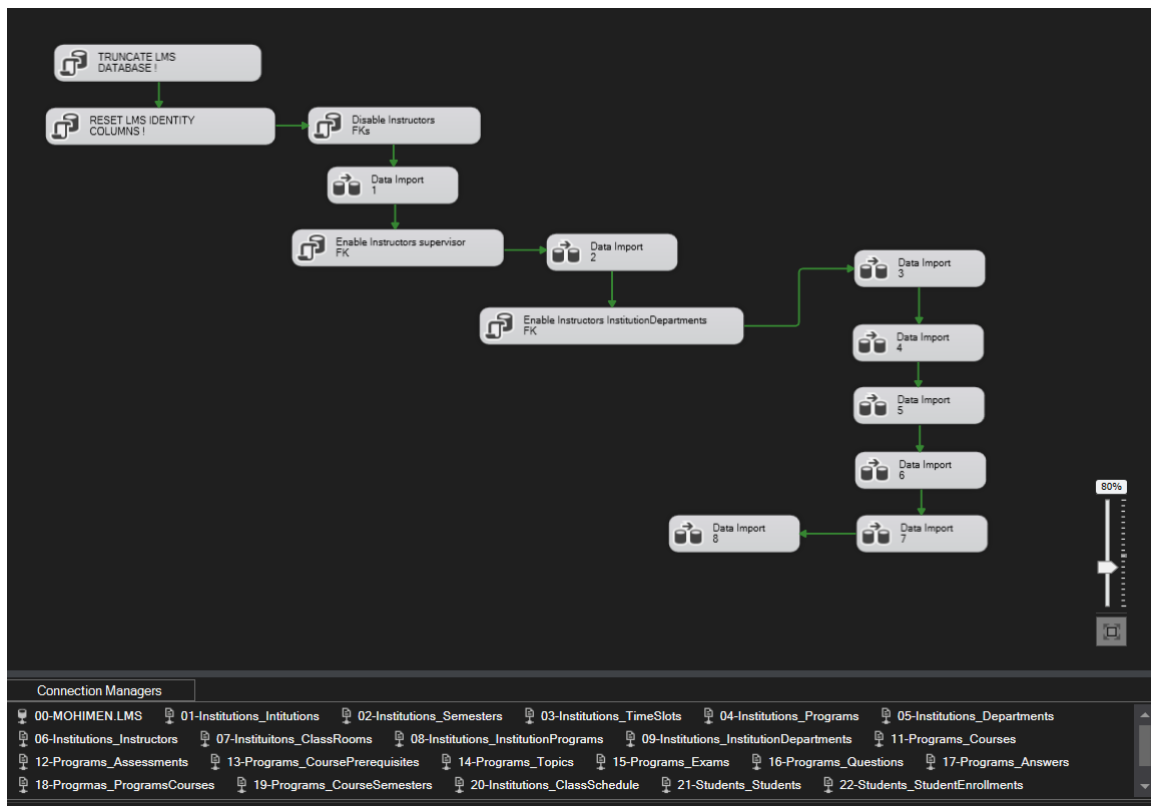 TRUNCATE LMS
DATABASE !
RESET LMS IDENTITY
COLUMNS !
Disable Instructors
FKs
Data Import
1
Enable Instructors supervisor
FK
Data Import
2
Enable Instructors InstitutionDepartments
FK
Data Import
3
Data Import
4
Data Import
5
Data Import
6
Data Import
7
Data Import
8
80%
Connection Managers
00-MOHIMEN.LMS 01-Institutions_Intitutions 02-Institutions_Semesters 03-Institutions_TimeSlots 04-Institutions_Programs 05-Institutions_Departments
06-Institutions_Instructors 07-Instituitons_ClassRooms 08-Institutions_InstitutionPrograms 09-Institutions_InstitutionDepartments 11-Programs_Courses
12-Programs_Assessments 13-Programs_CoursePrerequisites 14-Programs_Topics 15-Programs_Exams 16-Programs_Questions 17-Programs_Answers
18-Progrmas_ProgramsCourses 19-Programs_CourseSemesters 20-Institutions_ClassSchedule 21-Students_Students 22-Students_StudentEnrollments